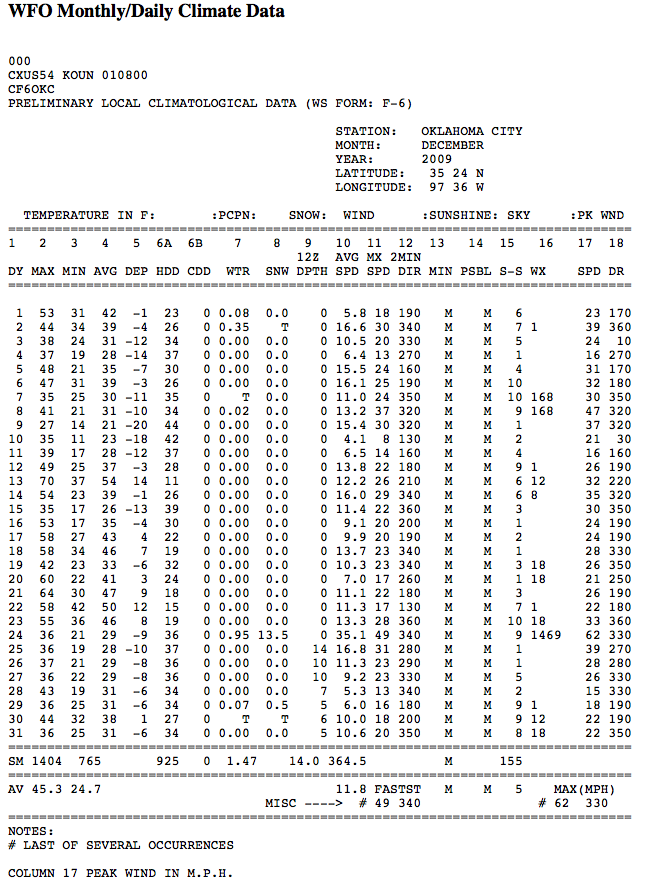 WFO Monthly/Daily Climate Data
000
CXUS54 KOUN 010800
CF6OKC
PRELIMINARY LOCAL CLIMATOLOGICAL DATA (WS FORM: F-6)
STATION: OKLAHOMA CITY
MONTH: DECEMBER
YEAR: 2009
LATITUDE: 35 24 N
LONGITUDE: 97 36 W
TEMPERATURE IN F: :PCPN: SNOW: WIND :SUNSHINE: SKY :PK WND
================================================================================
1 2 3 4 5 6A 6B 7 8 9 10 11 12 13 14 15 16 17 18
12Z AVG MX 2MIN
DY MAX MIN AVG DEP HDD CDD WTR SNW DPTH SPD SPD DIR MIN PSBL S-S WX SPD DR
================================================================================
1 53 31 42 -1 23 0 0.08 0.0 0 5.8 18 190 M M 6 23 170
2 44 34 39 -4 26 0 0.35 T 0 16.6 30 340 M M 7 1 39 360
3 38 24 31 -12 34 0 0.00 0.0 0 10.5 20 330 M M 5 24 10
4 37 19 28 -14 37 0 0.00 0.0 0 6.4 13 270 M M 1 16 270
5 48 21 35 -7 30 0 0.00 0.0 0 15.5 24 160 M M 4 31 170
6 47 31 39 -3 26 0 0.00 0.0 0 16.1 25 190 M M 10 32 180
7 35 25 30 -11 35 0 T 0.0 0 11.0 24 350 M M 10 168 30 350
8 41 21 31 -10 34 0 0.02 0.0 0 13.2 37 320 M M 9 168 47 320
9 27 14 21 -20 44 0 0.00 0.0 0 15.4 30 320 M M 1 37 320
10 35 11 23 -18 42 0 0.00 0.0 0 4.1 8 130 M M 2 21 30
11 39 17 28 -12 37 0 0.00 0.0 0 6.5 14 160 M M 4 16 160
12 49 25 37 -3 28 0 0.00 0.0 0 13.8 22 180 M M 9 1 26 190
13 70 37 54 14 11 0 0.00 0.0 0 12.2 26 210 M M 6 12 32 220
14 54 23 39 -1 26 0 0.00 0.0 0 16.0 29 340 M M 6 8 35 320
15 35 17 26 -13 39 0 0.00 0.0 0 11.4 22 360 M M 3 30 350
16 53 17 35 -4 30 0 0.00 0.0 0 9.1 20 200 M M 1 24 190
17 58 27 43 4 22 0 0.00 0.0 0 9.9 20 190 M M 2 24 190
18 58 34 46 7 19 0 0.00 0.0 0 13.7 23 340 M M 1 28 330
19 42 23 33 -6 32 0 0.00 0.0 0 10.3 23 340 M M 3 18 26 350
20 60 22 41 3 24 0 0.00 0.0 0 7.0 17 260 M M 1 18 21 250
21 64 30 47 9 18 0 0.00 0.0 0 11.1 22 180 M M 3 26 190
22 58 42 50 12 15 0 0.00 0.0 0 11.3 17 130 M M 7 1 22 180
23 55 36 46 8 19 0 0.00 0.0 0 13.3 28 360 M M 10 18 33 360
24 36 21 29 -9 36 0 0.95 13.5 0 35.1 49 340 M M 9 1469 62 330
25 36 19 28 -10 37 0 0.00 0.0 14 16.8 31 280 M M 1 39 270
26 37 21 29 -8 36 0 0.00 0.0 10 11.3 23 290 M M 1 28 280
27 36 22 29 -8 36 0 0.00 0.0 10 9.2 23 330 M M 5 26 330
28 43 19 31 -6 34 0 0.00 0.0 7 5.3 13 340 M M 2 15 330
29 36 25 31 -6 34 0 0.07 0.5 5 6.0 16 180 M M 9 1 18 190
30 44 32 38 1 27 0 T T 6 10.0 18 200 M M 9 12 22 190
31 36 25 31 -6 34 0 0.00 0.0 5 10.6 20 350 M M 8 18 22 350
================================================================================
SM 1404 765 925 0 1.47 14.0 364.5 M 155
================================================================================
AV 45.3 24.7 11.8 FASTST M M 5 MAX(MPH)
MISC ----> # 49 340 # 62 330
================================================================================
NOTES:
# LAST OF SEVERAL OCCURRENCES
COLUMN 17 PEAK WIND IN M.P.H.